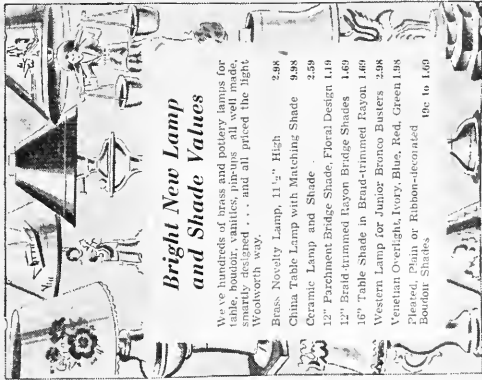 Bright New Lamp
and Shade Values
We've hundreds of brass and pottery lamps for
table, boudoir, vanities, pin-ups all well made,
smartly designed . . . and all priced the light
Woolworth way.
Brass Novelty Lamp, 11½" High 2.98
China Table Lamp with Matching Shade 9.98
Ceramic Lamp and Shade . 2.59
12" Parchment Bridge Shade, Floral Design 1.19
12" Braid-trimmed Rayon Bridge Shades 1.69
16" Table Shade in Braid-trimmed Rayon 1.69
Western Lamp for Junior Bronco Busters 2.98
Venetian Overlight, Ivory, Blue, Red, Green 1.98
Pleated, Plain or Ribbon-decorated
Boudoir Shades 19c to 1.69